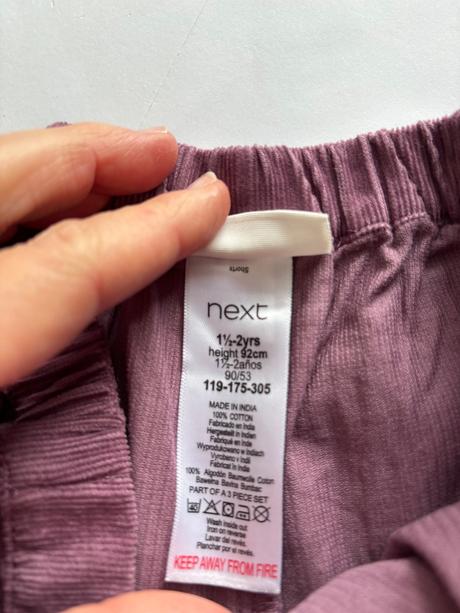 Shorts
next
1½-2yrs
height 92cm
1½-2años
90/53
119-175-305
MADE IN INDIA
100% COTTON
Fabricado en India
Hergestellt in Indien
Fabriqué en Inde
Wyprodukowano w Indiach
Vyrobeno v Indii
Fabricat în India
100% Algodón Baumwolle Coton
Bawełna Bavlna Bumbac
PART OF A 3 PIECE SET
40
Wash inside out
Iron on reverse
Lavar del revés.
Planchar por el revés.
KEEP AWAY FROM FIRE